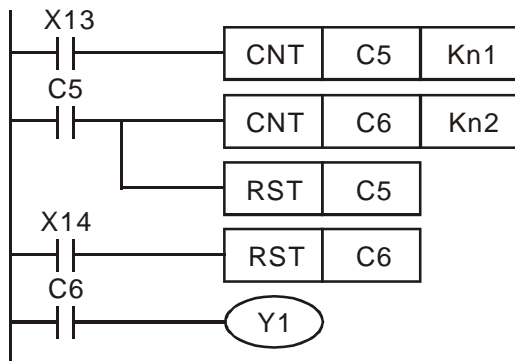 X13
CNT C5 Kn1
C5
CNT C6 Kn2
RST C5
X14
RST C6
C6
Y1